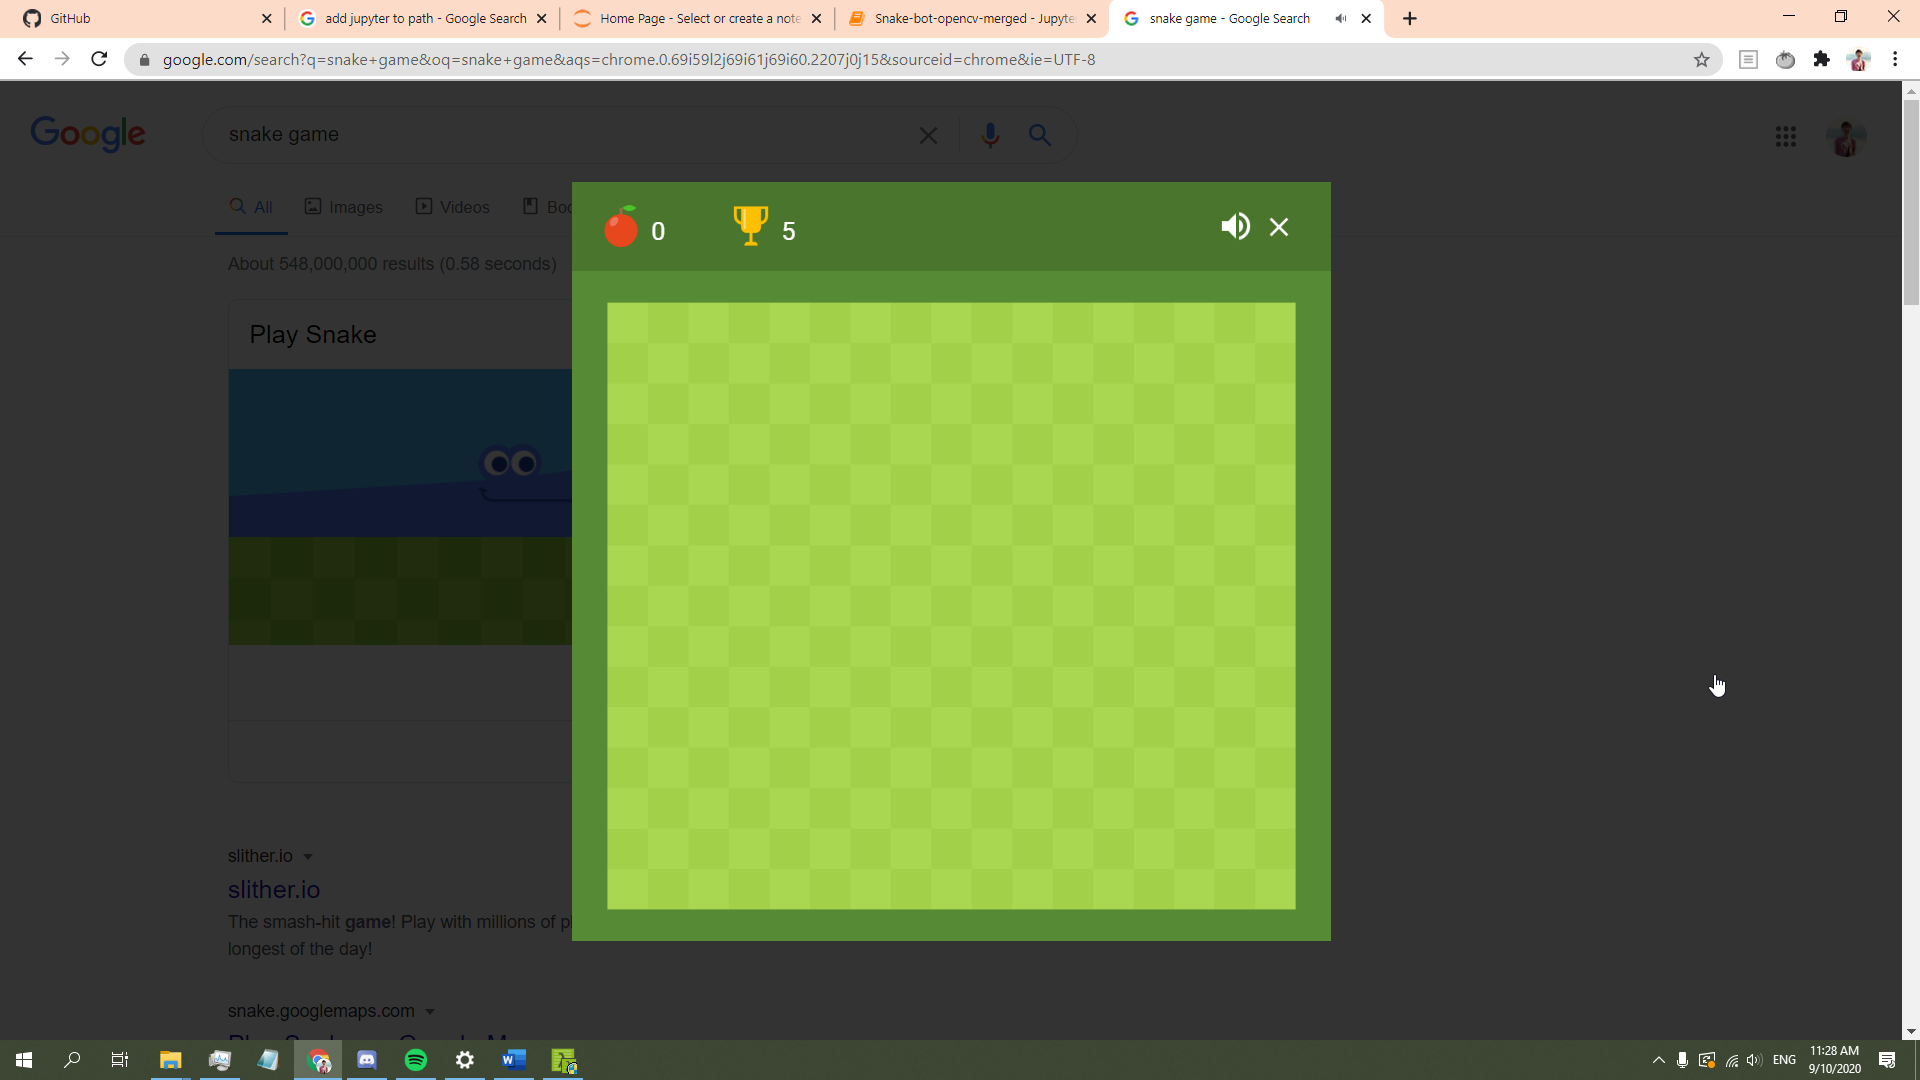 GitHub
add jupyter to path - Google Search
Home Page - Select or create a note
Snake-bot-opencv-merged - Jupyte
snake game - Google Search
google.com/search?q=snake+game&oq=snake+game&aqs=chrome.0.69i59l2j69i61j69i60.2207j0j15&sourceid=chrome&ie=UTF-8
Google
snake game
All
Images
Videos
Boo
0
5
About 548,000,000 results (0.58 seconds)
Play Snake
slither.io
slither.io
The smash-hit game! Play with millions of pl
longest of the day!
snake.googlemaps.com
ENG
11:28 AM
9/10/2020